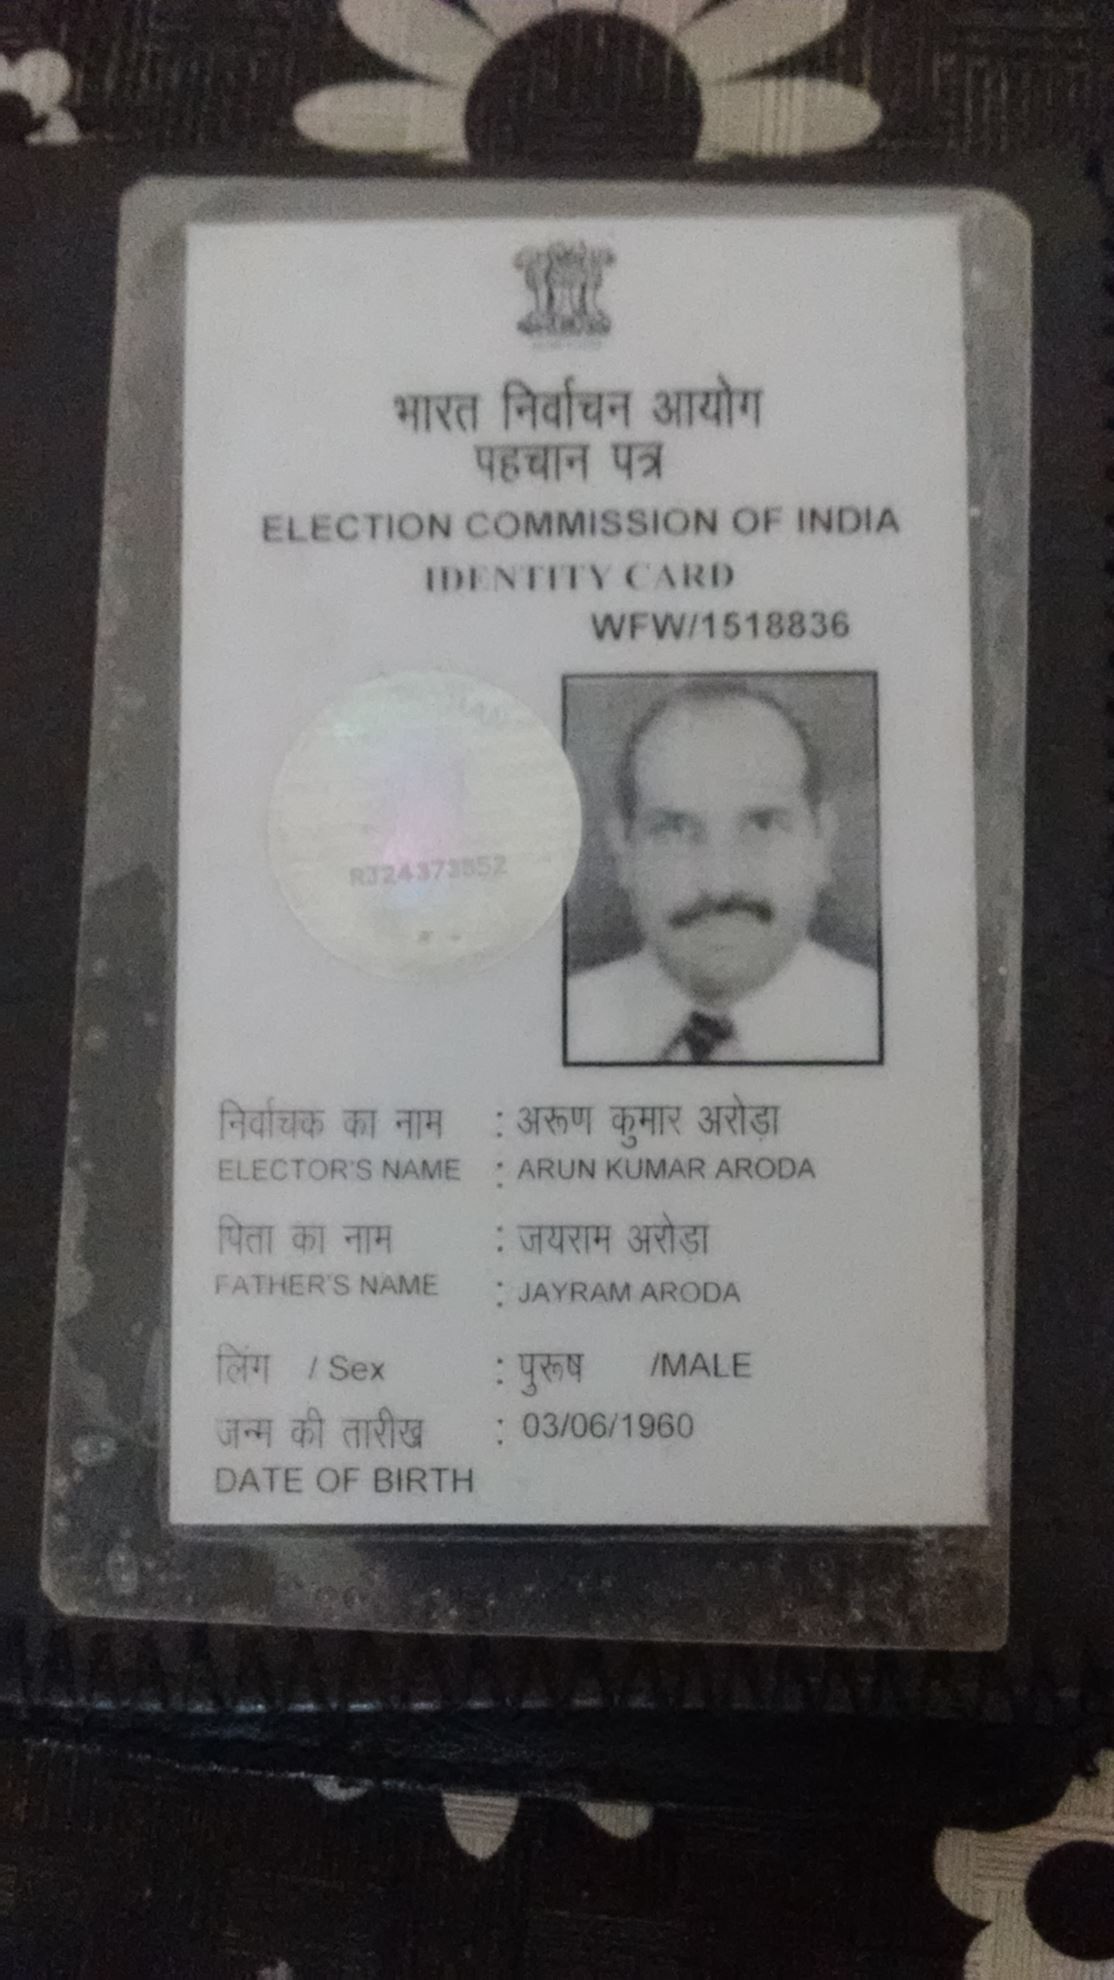 भारत निर्वाचन आयोग
पहचान पत्र
ELECTION COMMISSION OF INDIA
IDENTITY CARD
WFW/1518836
निर्वाचक का नाम : अरूण कुमार अरोड़ा
ELECTOR'S NAME : ARUN KUMAR ARODA
पिता का नाम : जयराम अरोड़ा
FATHER'S NAME : JAYRAM ARODA
लिंग / Sex : पुरूष /MALE
जन्म की तारीख : 03/06/1960
DATE OF BIRTH